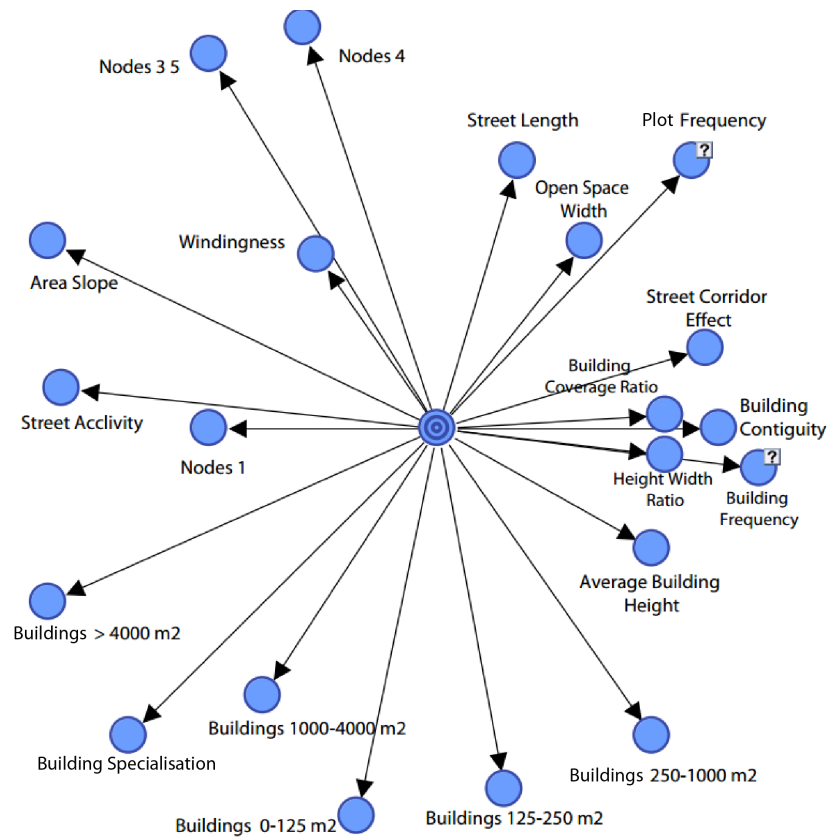 Nodes 3 5
Nodes 4
Street Length
Plot Frequency
?
Open Space
Width
Windingness
Area Slope
Street Corridor
Effect
Building
Coverage Ratio
Street Acclivity
Nodes 1
Building
Contiguity
?
Height Width
Ratio
Building
Frequency
Average Building
Height
Buildings > 4000 m2
Buildings 1000-4000 m2
Building Specialisation
Buildings 250-1000 m2
Buildings 0-125 m2
Buildings 125-250 m2